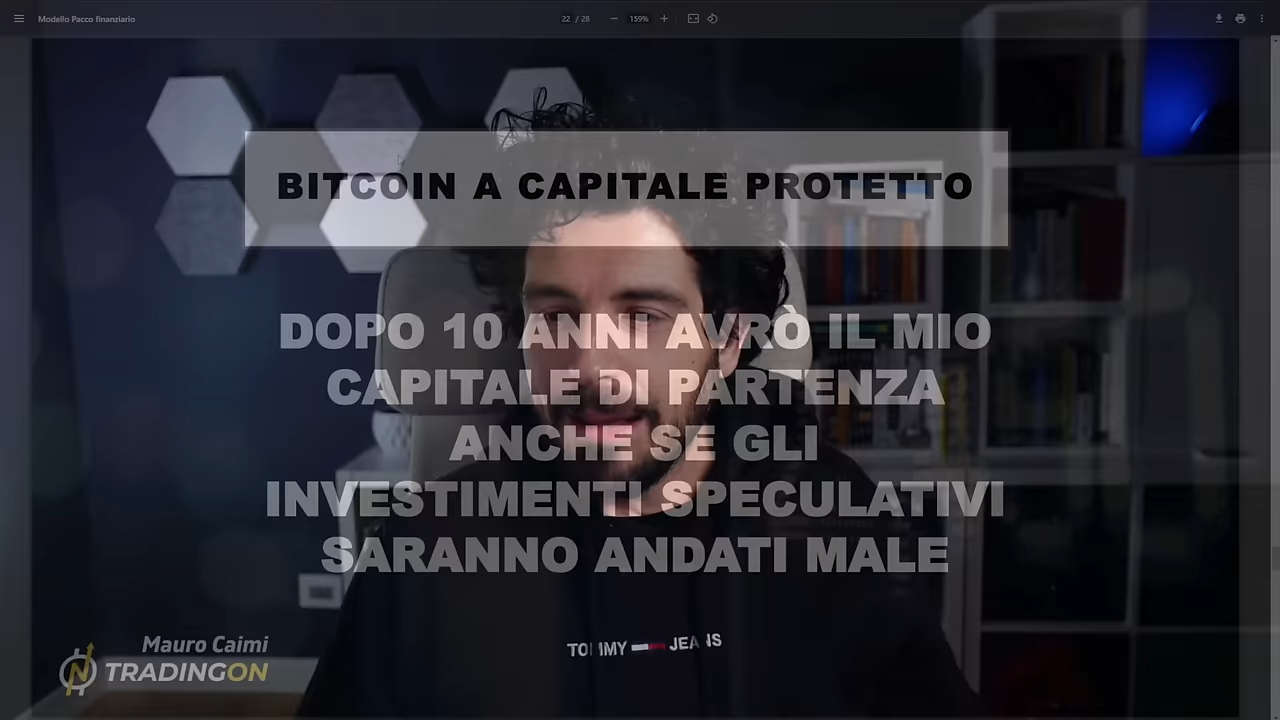 Modello Pacco finanziario
22 / 28
159%
BITCOIN A CAPITALE PROTETTO
DOPO 10 ANNI AVRÒ IL MIO
CAPITALE DI PARTENZA
ANCHE SE GLI
INVESTIMENTI SPECULATIVI
SARANNO ANDATI MALE
TOMMY JEANS
Mauro Caimi
TRADINGON